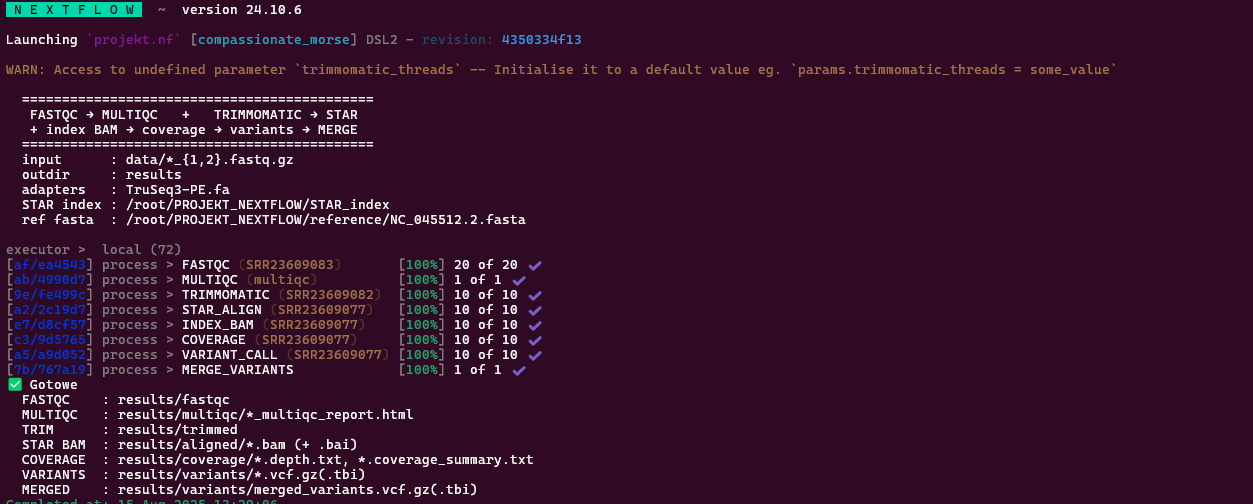 N E X T F L O W ~ version 24.10.6
Launching `projekt.nf` [compassionate_morse] DSL2 - revision: 4350334f13
WARN: Access to undefined parameter `trimmomatic_threads` -- Initialise it to a default value eg. `params.trimmomatic_threads = some_value`
============================================
FASTQC → MULTIQC + TRIMMOMATIC → STAR
+ index BAM → coverage → variants → MERGE
============================================
input : data/*_{1,2}.fastq.gz
outdir : results
adapters : TruSeq3-PE.fa
STAR index : /root/PROJEKT_NEXTFLOW/STAR_index
ref fasta : /root/PROJEKT_NEXTFLOW/reference/NC_045512.2.fasta
executor > local (72)
[af/ea4543] process > FASTQC (SRR23609083) [100%] 20 of 20 ✔
[ab/4990d7] process > MULTIQC (multiqc) [100%] 1 of 1 ✔
[9e/fe499c] process > TRIMMOMATIC (SRR23609082) [100%] 10 of 10 ✔
[a2/2c19d7] process > STAR_ALIGN (SRR23609077) [100%] 10 of 10 ✔
[e7/d8cf57] process > INDEX_BAM (SRR23609077) [100%] 10 of 10 ✔
[c3/9d5765] process > COVERAGE (SRR23609077) [100%] 10 of 10 ✔
[a5/a9d052] process > VARIANT_CALL (SRR23609077) [100%] 10 of 10 ✔
[7b/767a19] process > MERGE_VARIANTS [100%] 1 of 1 ✔
✅ Gotowe
FASTQC : results/fastqc
MULTIQC : results/multiqc/*_multiqc_report.html
TRIM : results/trimmed
STAR BAM : results/aligned/*.bam (+ .bai)
COVERAGE : results/coverage/*.depth.txt, *.coverage_summary.txt
VARIANTS : results/variants/*.vcf.gz(.tbi)
MERGED : results/variants/merged_variants.vcf.gz(.tbi)
Completed at: 15-Aug-2025